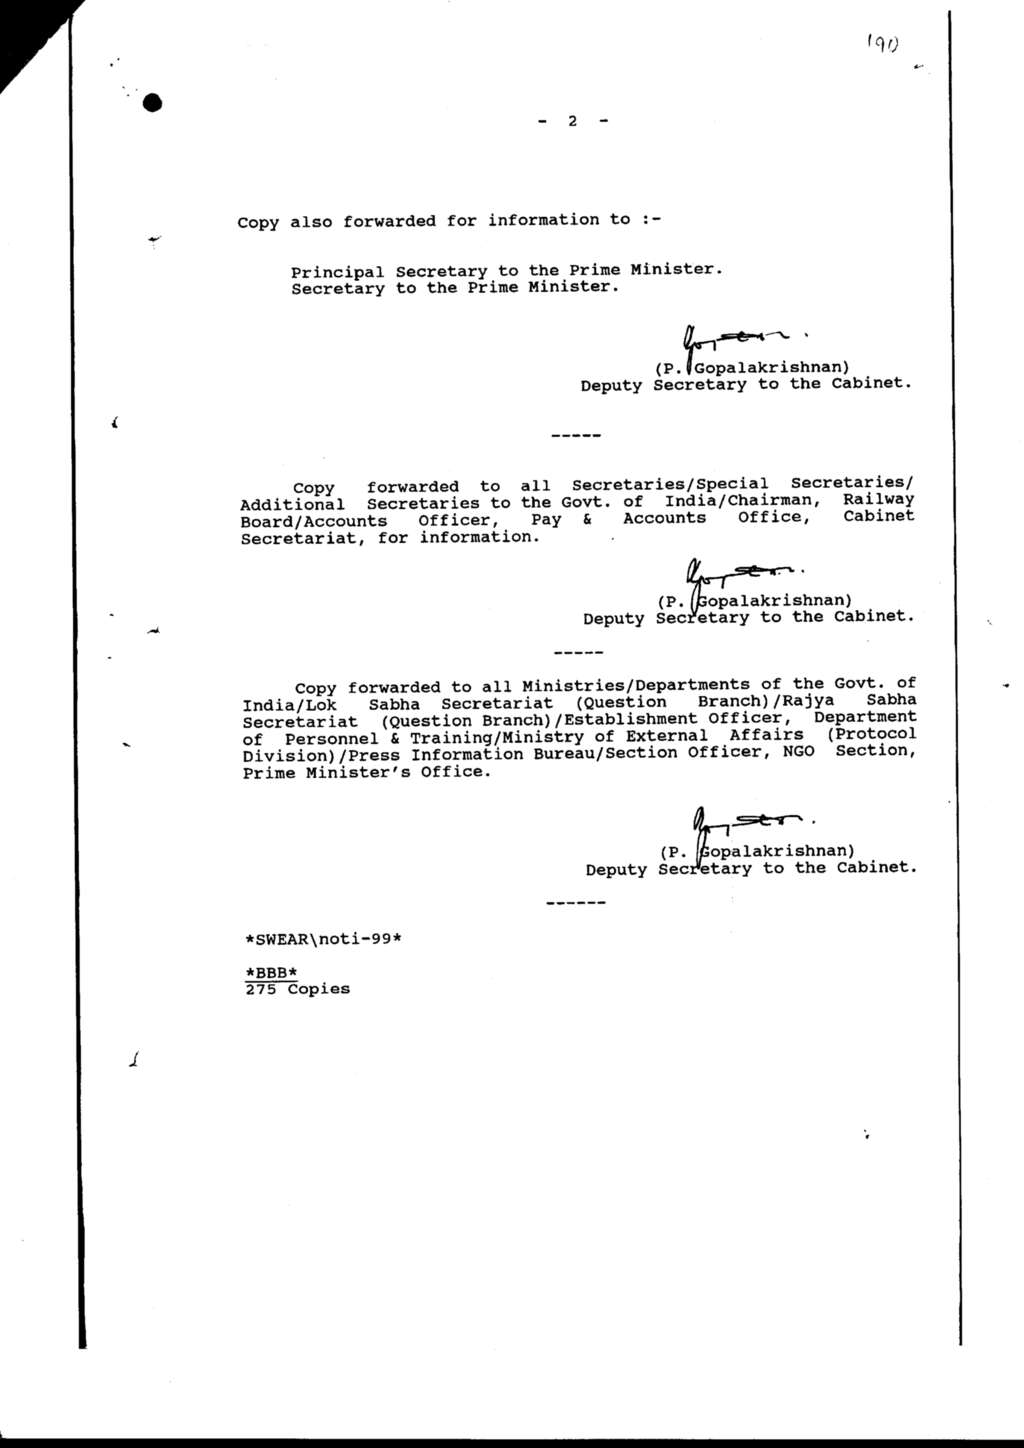 190
- 2 -
Copy also forwarded for information to :-
Principal Secretary to the Prime Minister.
Secretary to the Prime Minister.
(P. Gopalakrishnan)
Deputy Secretary to the Cabinet.
-----
Copy forwarded to all Secretaries/Special Secretaries/
Additional Secretaries to the Govt. of India/Chairman, Railway
Board/Accounts Officer, Pay & Accounts Office, Cabinet
Secretariat, for information.
(P. Gopalakrishnan)
Deputy Secretary to the Cabinet.
-----
Copy forwarded to all Ministries/Departments of the Govt. of
India/Lok Sabha Secretariat (Question Branch)/Rajya Sabha
Secretariat (Question Branch)/Establishment Officer, Department
of Personnel & Training/Ministry of External Affairs (Protocol
Division)/Press Information Bureau/Section Officer, NGO Section,
Prime Minister's Office.
(P. Gopalakrishnan)
Deputy Secretary to the Cabinet.
------
*SWEAR\noti-99*
*BBB*
275 Copies